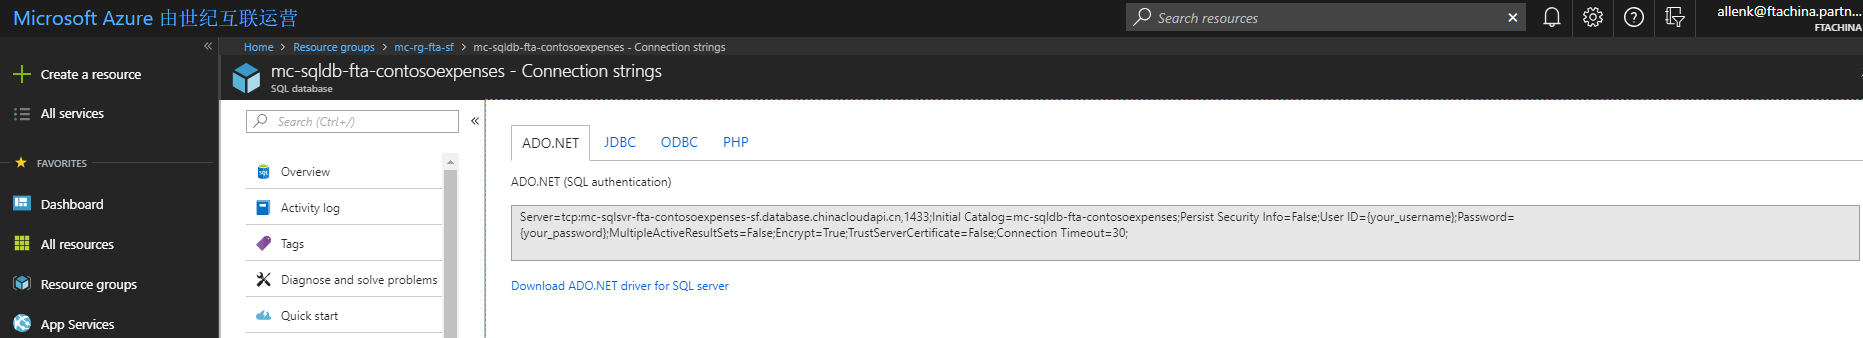 Microsoft Azure 由世纪互联运营
Search resources
allenk@ftachina.partn...
FTACHINA
Home > Resource groups > mc-rg-fta-sf > mc-sqldb-fta-contosoexpenses - Connection strings
mc-sqldb-fta-contosoexpenses - Connection strings
SQL database
Create a resource
All services
FAVORITES
Dashboard
All resources
Resource groups
App Services
Search (Ctrl+/)
Overview
Activity log
Tags
Diagnose and solve problems
Quick start
ADO.NET JDBC ODBC PHP
ADO.NET (SQL authentication)
Server=tcp:mc-sqlsvr-fta-contosoexpenses-sf.database.chinacloudapi.cn,1433;Initial Catalog=mc-sqldb-fta-contosoexpenses;Persist Security Info=False;User ID={your_username};Password=
{your_password};MultipleActiveResultSets=False;Encrypt=True;TrustServerCertificate=False;Connection Timeout=30;
Download ADO.NET driver for SQL server